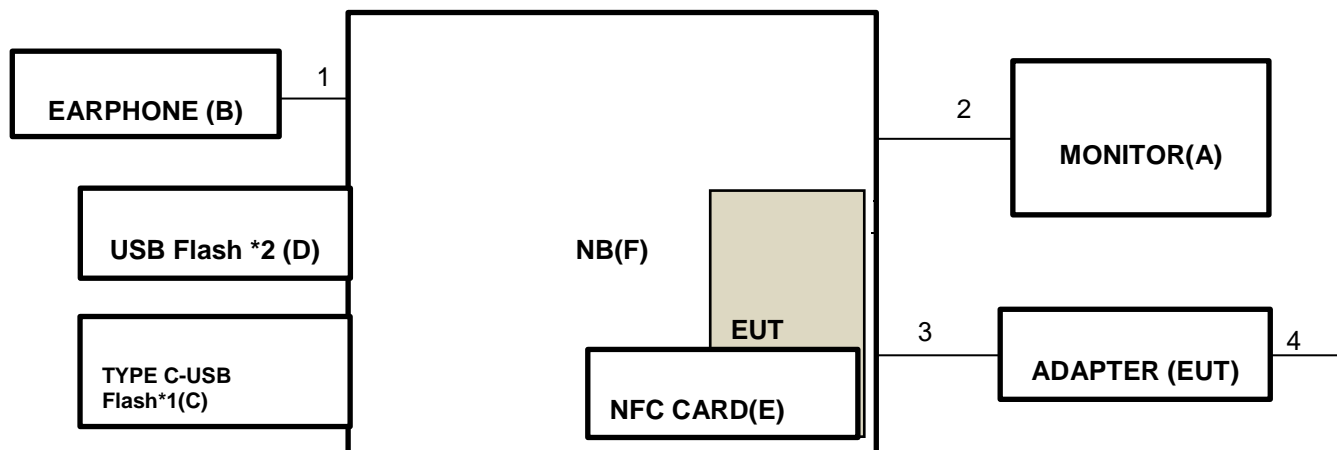 1
EARPHONE (B)
2
MONITOR(A)
USB Flash *2 (D)
NB(F)
EUT
3
4
ADAPTER (EUT)
TYPE C-USB
Flash*1(C)
NFC CARD(E)